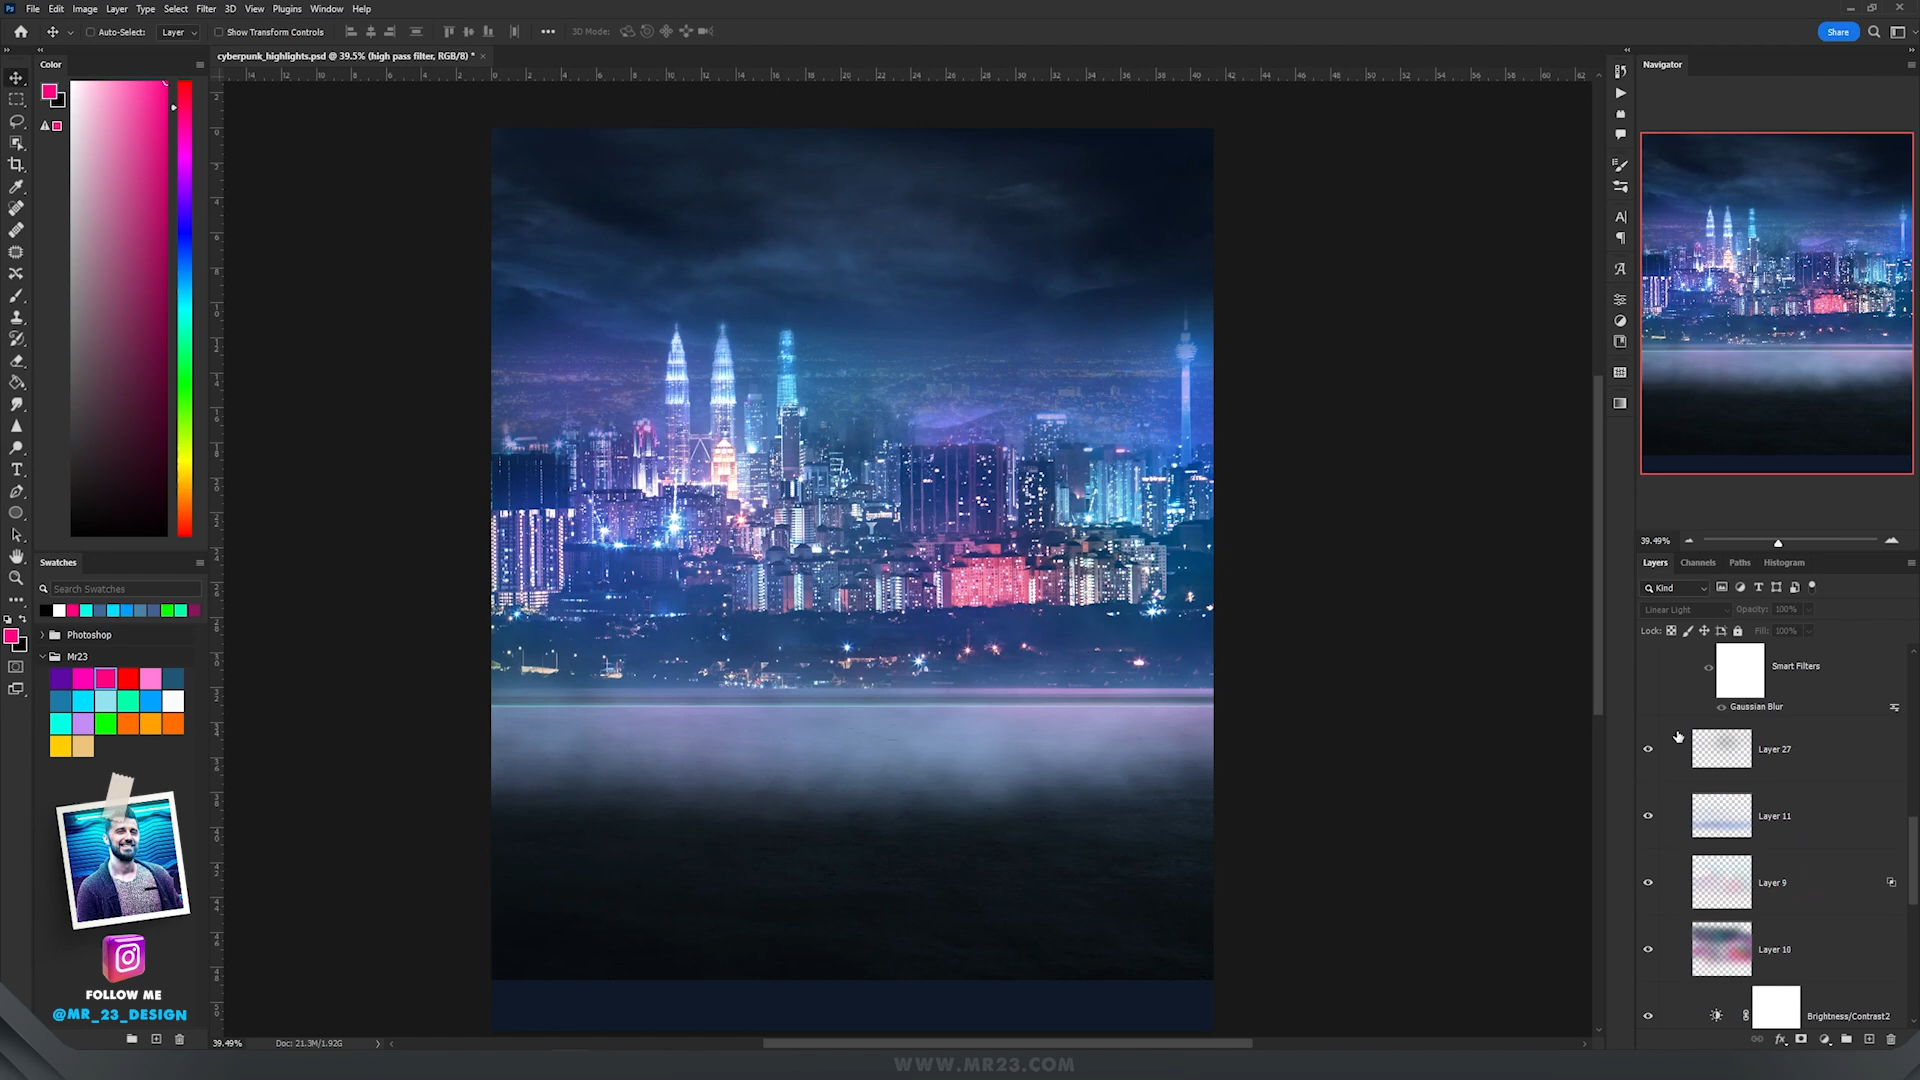 Ps File Edit Image Layer Type Select Filter 3D View Plugins Window Help
Auto-Select: Layer Show Transform Controls 3D Mode: Share
cyberpunk_highlights.psd @ 39.5% (high pass filter, RGB/8) *
Color
Navigator
39.49%
Swatches
Search Swatches
Photoshop
Mr23
FOLLOW ME
@MR_23_DESIGN
Layers Channels Paths Histogram
Kind
Linear Light Opacity: 100%
Lock: Fill: 100%
Smart Filters
Gaussian Blur
Layer 27
Layer 11
Layer 9
Layer 10
Brightness/Contrast2
39.49% Doc: 21.3M/1.92G
WWW.MR23.COM